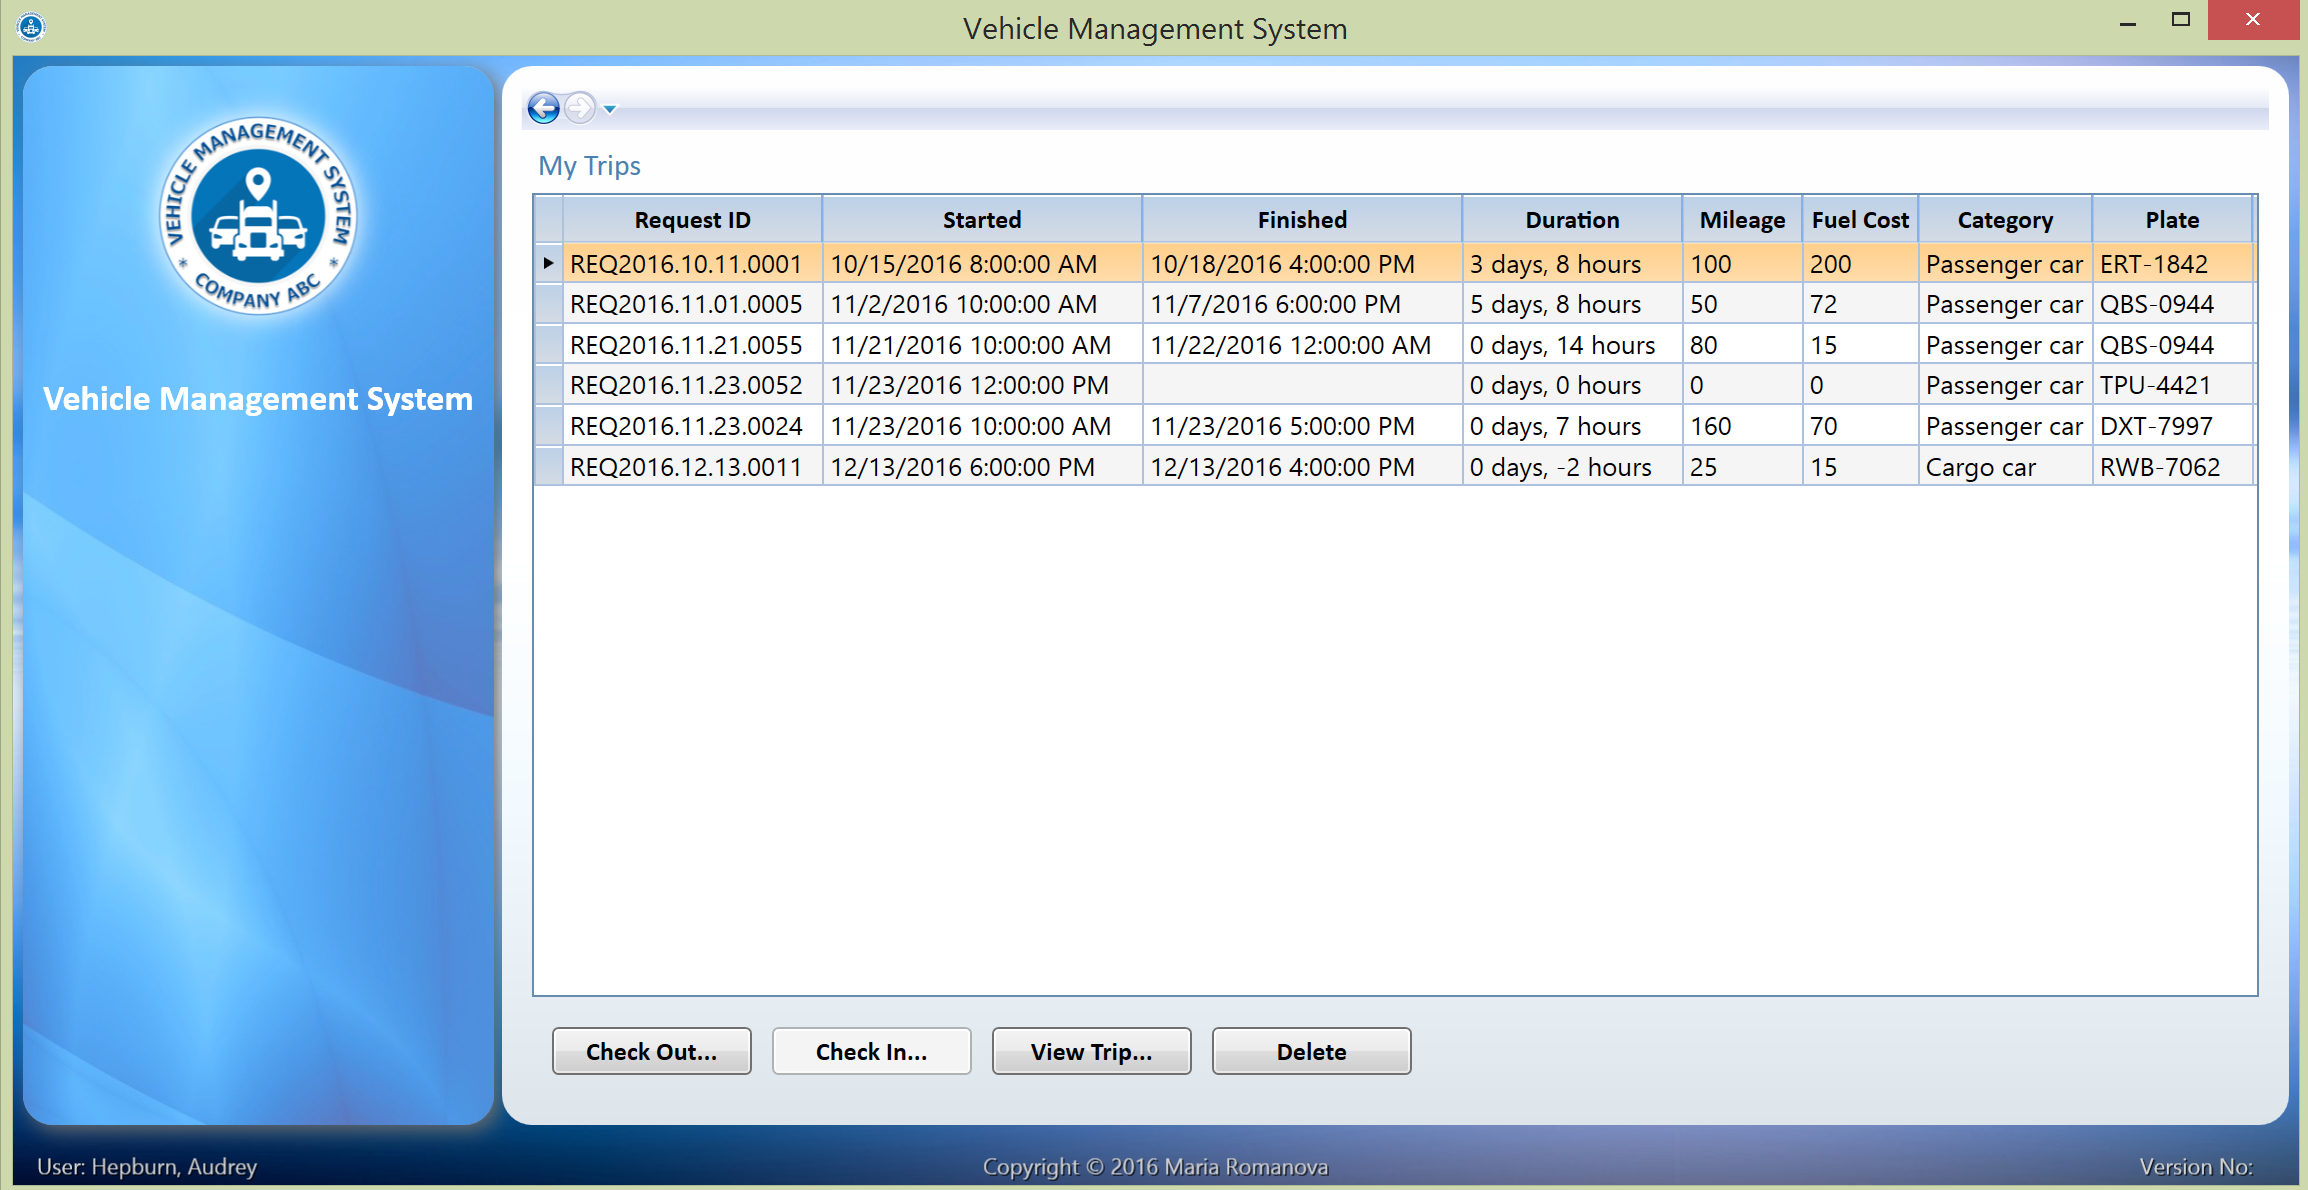 Vehicle Management System
VEHICLE MANAGEMENT SYSTEM
* COMPANY ABC *
Vehicle Management System
My Trips
Request ID Started Finished Duration Mileage Fuel Cost Category Plate
REQ2016.10.11.0001 10/15/2016 8:00:00 AM 10/18/2016 4:00:00 PM 3 days, 8 hours 100 200 Passenger car ERT-1842
REQ2016.11.01.0005 11/2/2016 10:00:00 AM 11/7/2016 6:00:00 PM 5 days, 8 hours 50 72 Passenger car QBS-0944
REQ2016.11.21.0055 11/21/2016 10:00:00 AM 11/22/2016 12:00:00 AM 0 days, 14 hours 80 15 Passenger car QBS-0944
REQ2016.11.23.0052 11/23/2016 12:00:00 PM 0 days, 0 hours 0 0 Passenger car TPU-4421
REQ2016.11.23.0024 11/23/2016 10:00:00 AM 11/23/2016 5:00:00 PM 0 days, 7 hours 160 70 Passenger car DXT-7997
REQ2016.12.13.0011 12/13/2016 6:00:00 PM 12/13/2016 4:00:00 PM 0 days, -2 hours 25 15 Cargo car RWB-7062
Check Out... Check In... View Trip... Delete
User: Hepburn, Audrey Copyright © 2016 Maria Romanova Version No: